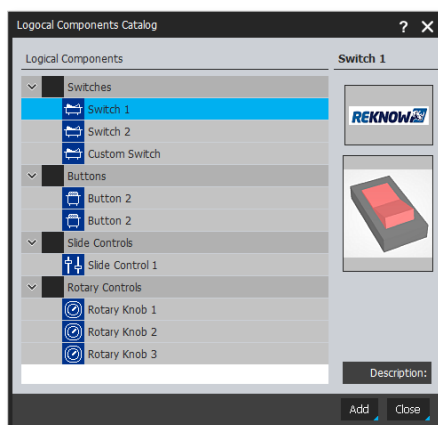 Logocal Components Catalog
?
Logical Components
Switch 1
Switches
Switch 1
Switch 2
Custom Switch
Buttons
Button 2
Button 2
Slide Controls
Slide Control 1
Rotary Controls
Rotary Knob 1
Rotary Knob 2
Rotary Knob 3
REKNOW
Description:
Add
Close